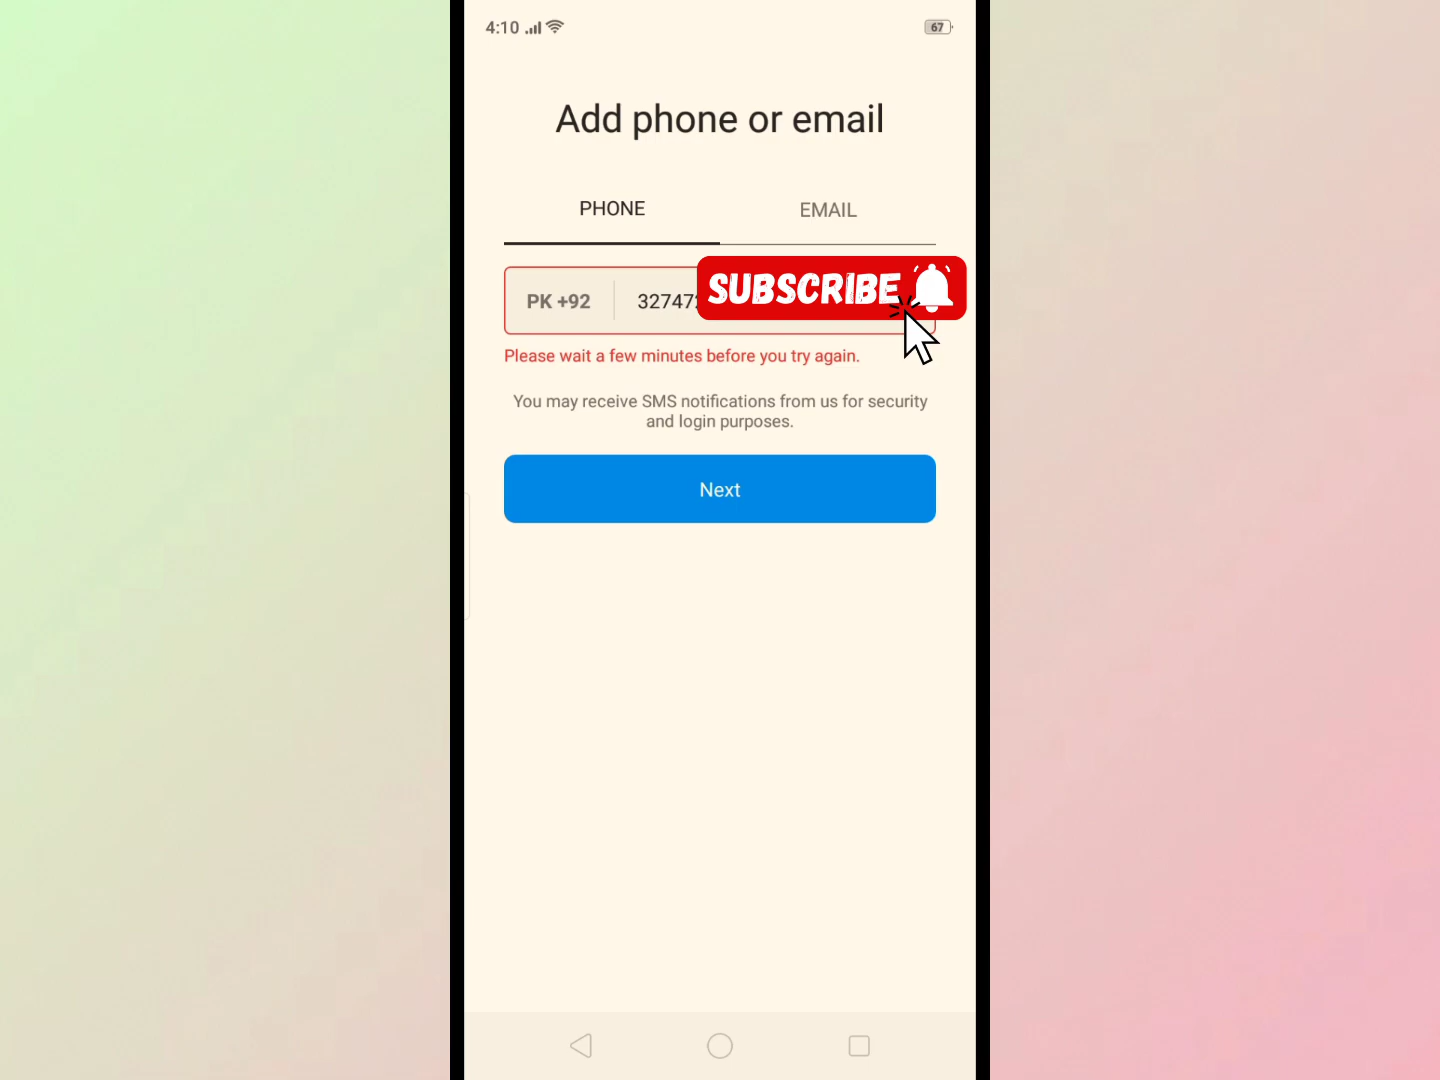 4:10
67
Add phone or email
PHONE
EMAIL
PK +92
32747
SUBSCRIBE
Please wait a few minutes before you try again.
You may receive SMS notifications from us for security
and login purposes.
Next